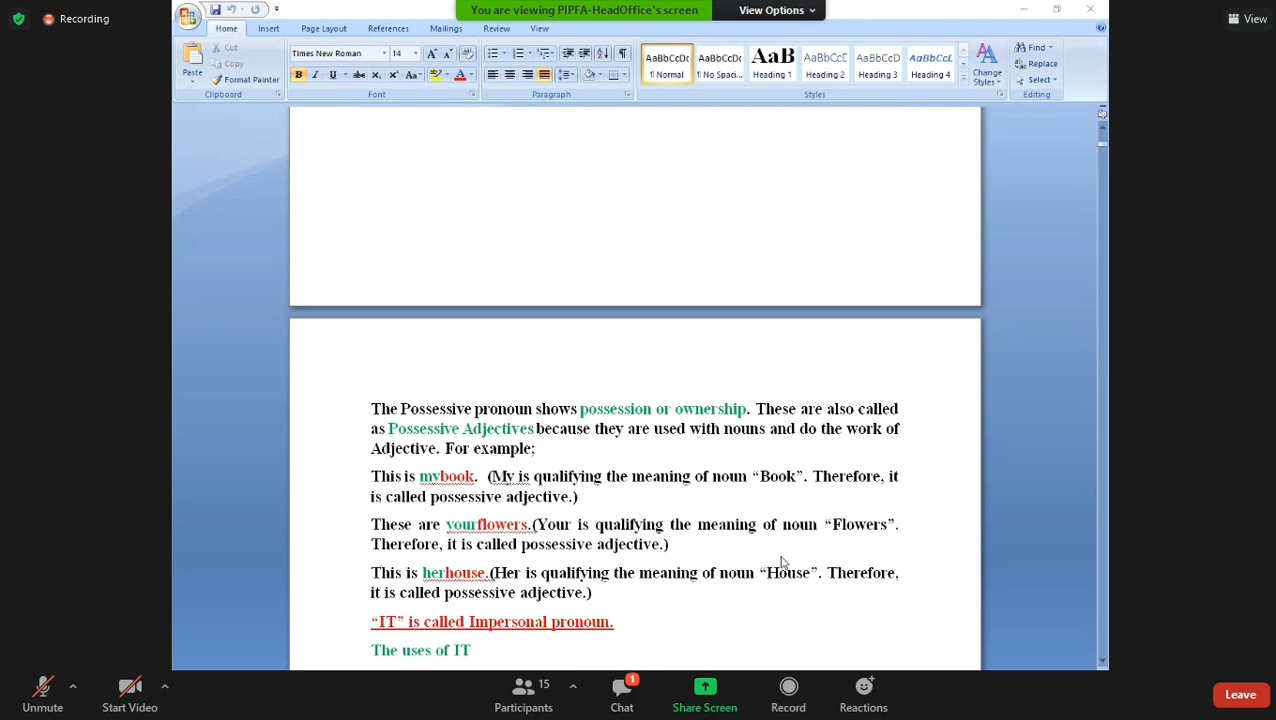 Recording
You are viewing PIPFA-HeadOffice's screen
View Options
View
Home Insert Page Layout References Mailings Review View
Paste
Cut
Copy
Format Painter
Clipboard
Times New Roman 14
Font
Paragraph
AaBbCcDc AaBbCcDc AaB AaBbCc AaBbCcD AaBbCcL
¶ Normal ¶ No Spaci... Heading 1 Heading 2 Heading 3 Heading 4
Styles
Change Styles
Find
Replace
Select
Editing
The Possessive pronoun shows possession or ownership. These are also called
as Possessive Adjectives because they are used with nouns and do the work of
Adjective. For example;
This is mybook. (My is qualifying the meaning of noun “Book”. Therefore, it
is called possessive adjective.)
These are yourflowers.(Your is qualifying the meaning of noun “Flowers”.
Therefore, it is called possessive adjective.)
This is herhouse.(Her is qualifying the meaning of noun “House”. Therefore,
it is called possessive adjective.)
“IT” is called Impersonal pronoun.
The uses of IT
Unmute
Start Video
15
Participants
1
Chat
Share Screen
Record
Reactions
Leave